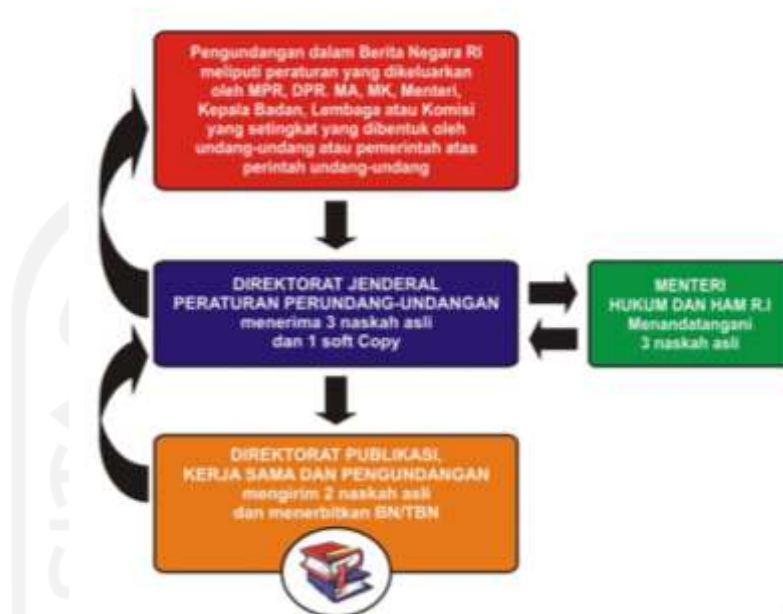 Pengundangan dalam Berita Negara RI
meliputi peraturan yang dikeluarkan
oleh MPR, DPR. MA, MK, Menteri,
Kepala Badan, Lembaga atau Komisi
yang setingkat yang dibentuk oleh
undang-undang atau pemerintah atas
perintah undang-undang
DIREKTORAT JENDERAL
PERATURAN PERUNDANG-UNDANGAN
menerima 3 naskah asli
dan 1 soft Copy
MENTERI
HUKUM DAN HAM R.I
Menandatangani
3 naskah asli
DIREKTORAT PUBLIKASI,
KERJA SAMA DAN PENGUNDANGAN
mengirim 2 naskah asli
dan menerbitkan BN/TBN